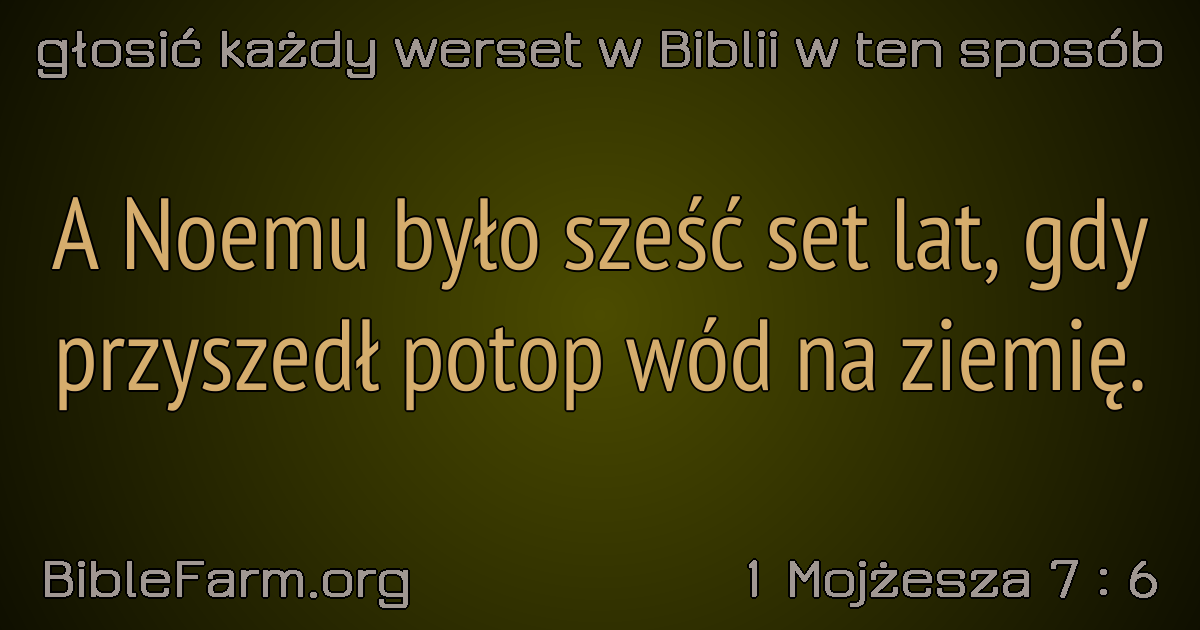 głosić każdy werset w Biblii w ten sposób
A Noemu było sześć set lat, gdy
przyszedł potop wód na ziemię.
BibleFarm.org
1 Mojżesza 7 : 6